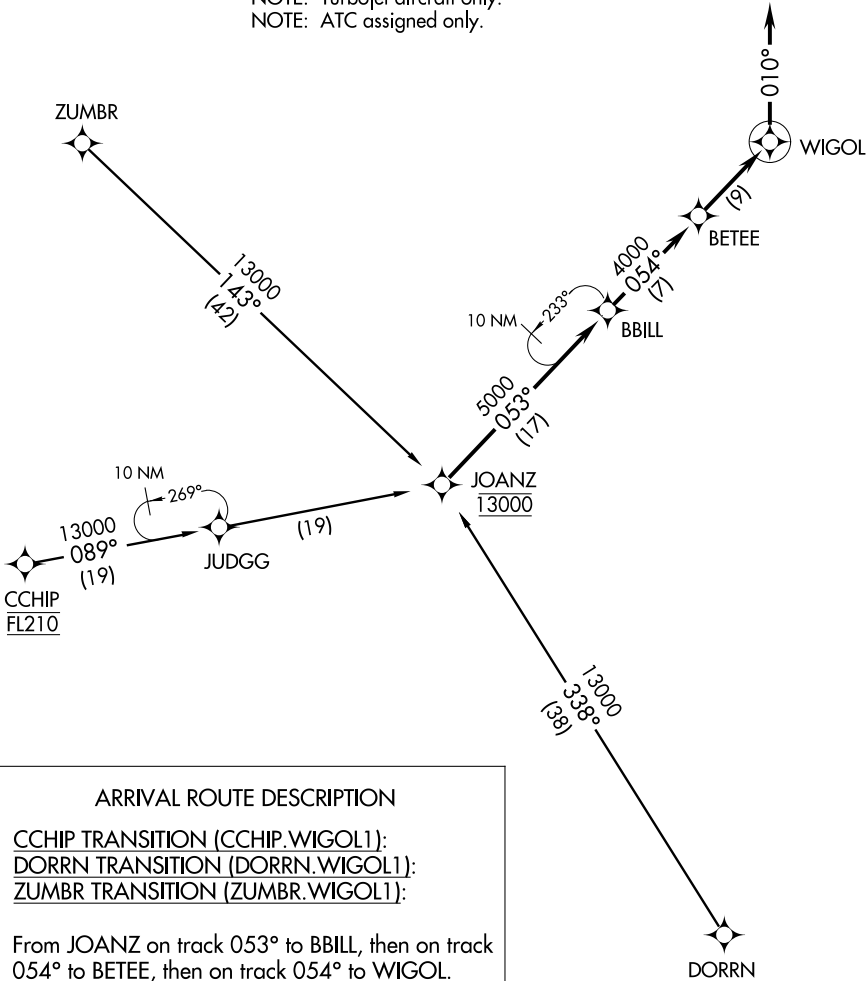 NOTE: Turbojet aircraft only.
NOTE: ATC assigned only.
010°
ZUMBR
WIGOL
(9)
BETEE
4000
054°
(7)
13000
143°
(42)
233°
10 NM
BBILL
5000
053°
(17)
10 NM
269°
JOANZ
13000
13000
089°
(19)
(19)
JUDGG
CCHIP
FL210
13000
338°
(38)
ARRIVAL ROUTE DESCRIPTION
CCHIP TRANSITION (CCHIP.WIGOL1):
DORRN TRANSITION (DORRN.WIGOL1):
ZUMBR TRANSITION (ZUMBR.WIGOL1):
From JOANZ on track 053° to BBILL, then on track
054° to BETEE, then on track 054° to WIGOL.
DORRN